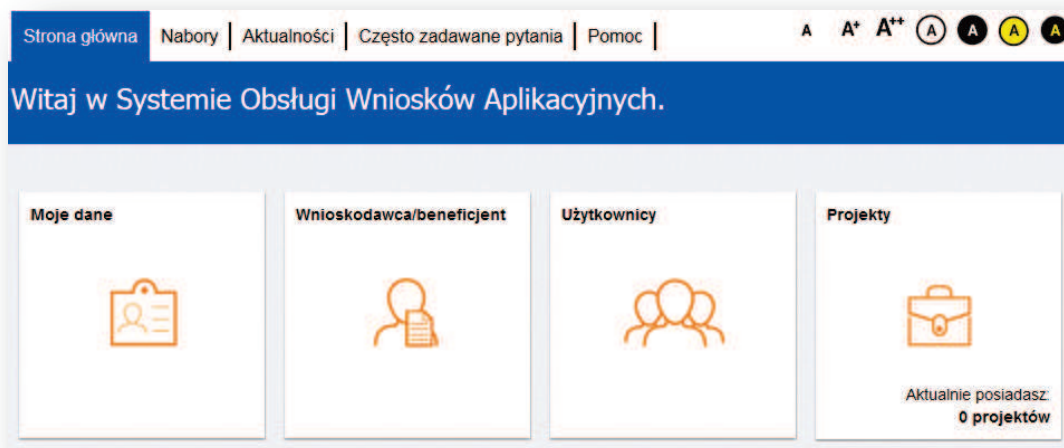 Strona główna | Nabory | Aktualności | Często zadawane pytania | Pomoc | A A+ A++ A A A A
Witaj w Systemie Obsługi Wniosków Aplikacyjnych.
Moje dane
Wnioskodawca/beneficjent
Użytkownicy
Projekty
Aktualnie posiadasz:
0 projektów